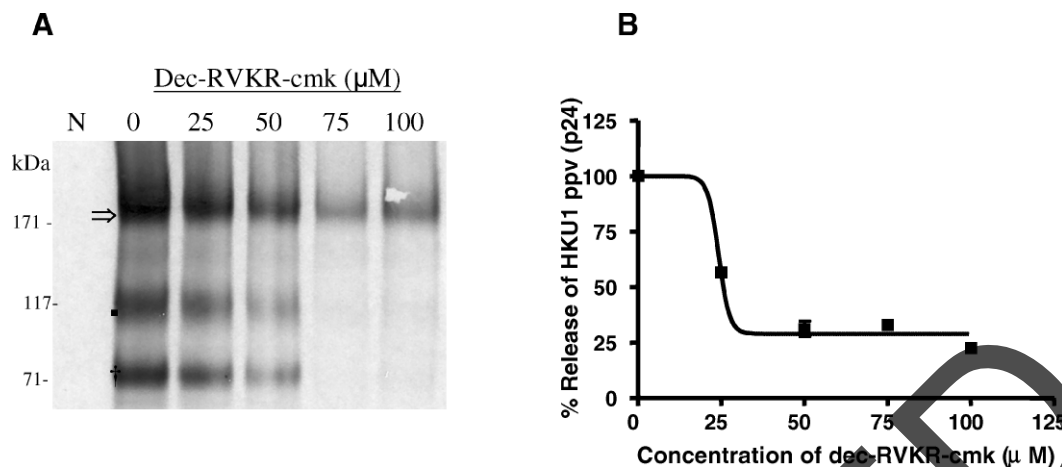 A
Dec-RVKR-cmk (µM)
N 0 25 50 75 100
kDa
⇒
171 -
117-
▪
†
71-
B
% Release of HKU1 ppv (p24)
125
100
75
50
25
0
0 25 50 75 100 125
Concentration of dec-RVKR-cmk (µ M)